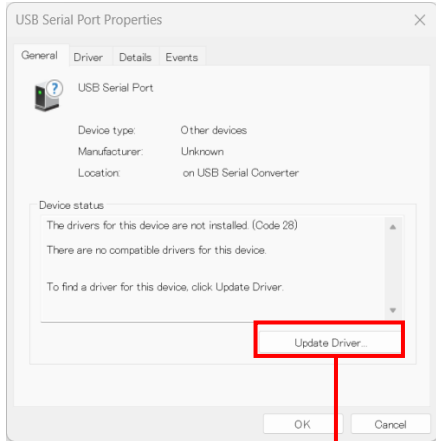 USB Serial Port Properties
General Driver Details Events
USB Serial Port
Device type: Other devices
Manufacturer: Unknown
Location: on USB Serial Converter
Device status
The drivers for this device are not installed. (Code 28)
There are no compatible drivers for this device.
To find a driver for this device, click Update Driver.
Update Driver...
OK Cancel